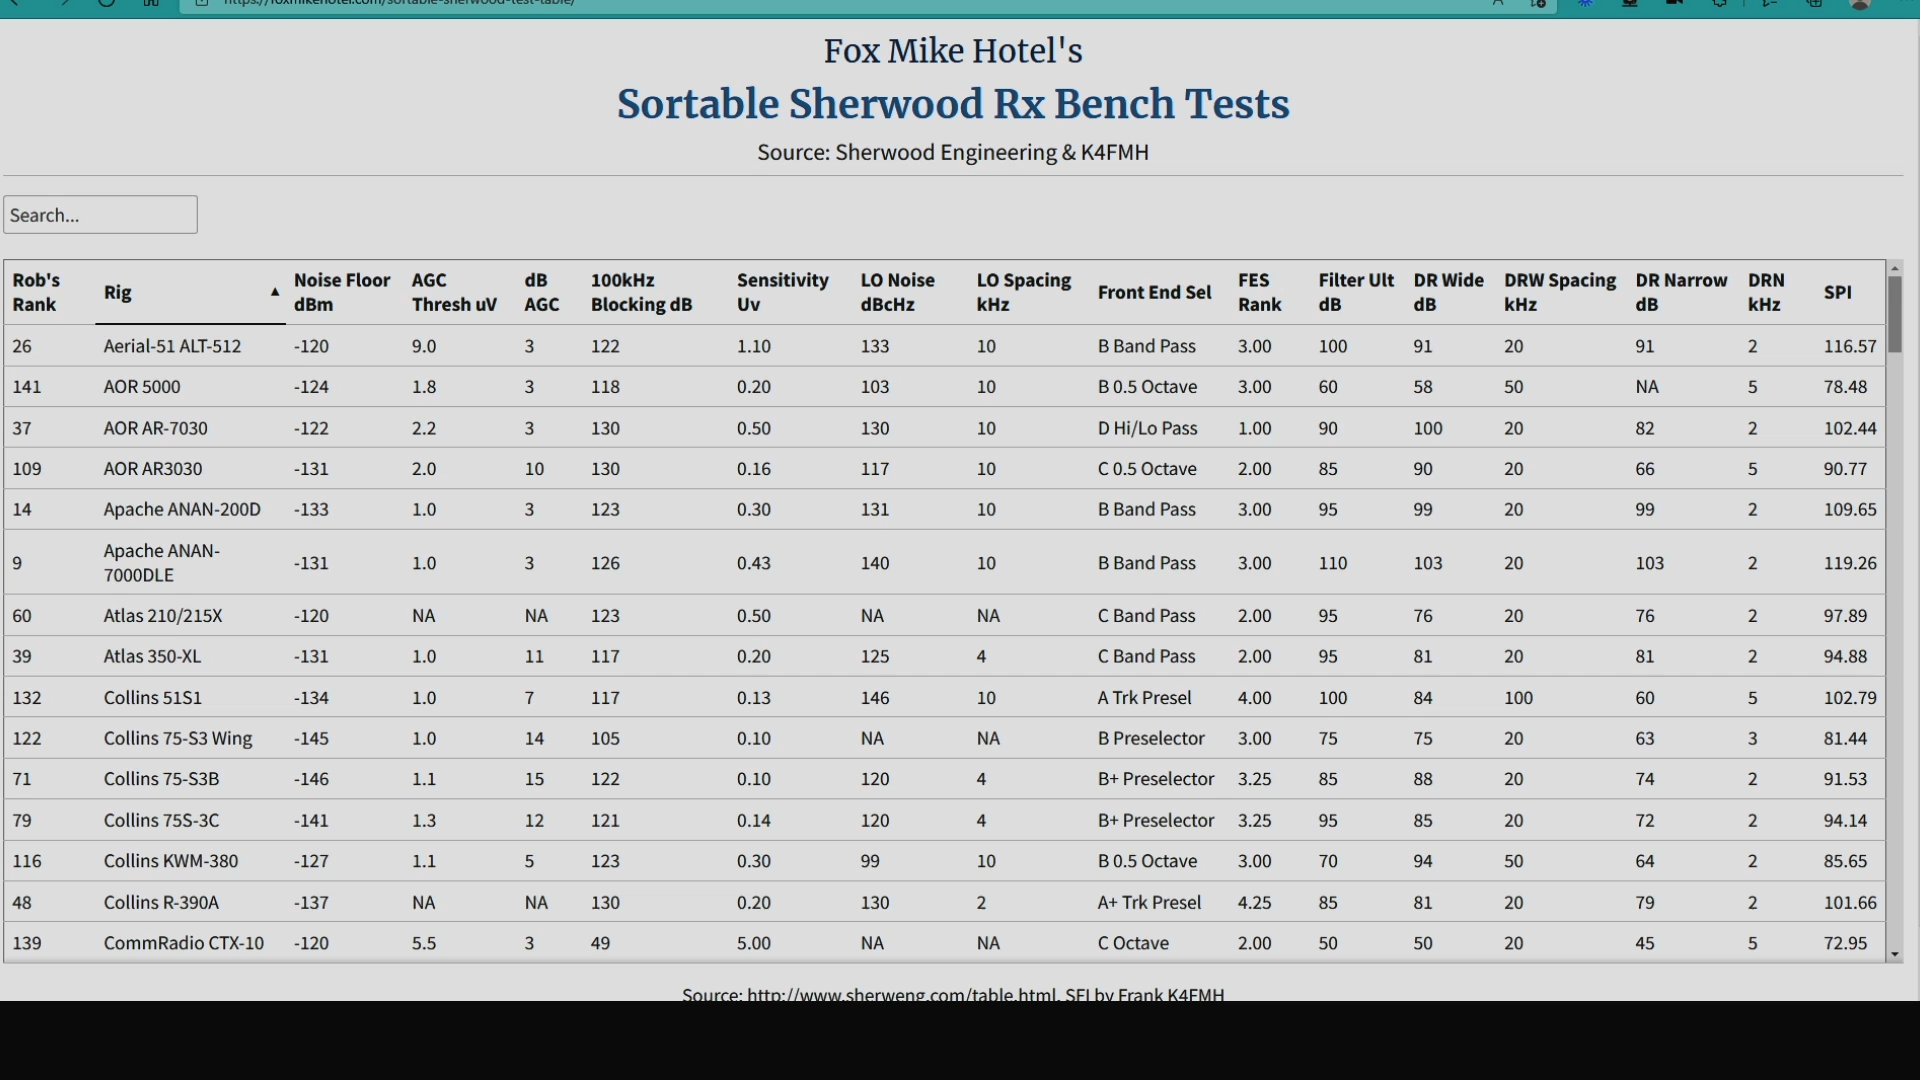 https://foxmikehotel.com/sortable-sherwood-test-table/
Fox Mike Hotel's
Sortable Sherwood Rx Bench Tests
Source: Sherwood Engineering & K4FMH
Search...
Rob's Rank Rig ▲ Noise Floor dBm AGC Thresh uV dB AGC 100kHz Blocking dB Sensitivity Uv LO Noise dBcHz LO Spacing kHz Front End Sel FES Rank Filter Ult dB DR Wide dB DRW Spacing kHz DR Narrow dB DRN kHz SPI
26 Aerial-51 ALT-512 -120 9.0 3 122 1.10 133 10 B Band Pass 3.00 100 91 20 91 2 116.57
141 AOR 5000 -124 1.8 3 118 0.20 103 10 B 0.5 Octave 3.00 60 58 50 NA 5 78.48
37 AOR AR-7030 -122 2.2 3 130 0.50 130 10 D Hi/Lo Pass 1.00 90 100 20 82 2 102.44
109 AOR AR3030 -131 2.0 10 130 0.16 117 10 C 0.5 Octave 2.00 85 90 20 66 5 90.77
14 Apache ANAN-200D -133 1.0 3 123 0.30 131 10 B Band Pass 3.00 95 99 20 99 2 109.65
9 Apache ANAN-7000DLE -131 1.0 3 126 0.43 140 10 B Band Pass 3.00 110 103 20 103 2 119.26
60 Atlas 210/215X -120 NA NA 123 0.50 NA NA C Band Pass 2.00 95 76 20 76 2 97.89
39 Atlas 350-XL -131 1.0 11 117 0.20 125 4 C Band Pass 2.00 95 81 20 81 2 94.88
132 Collins 51S1 -134 1.0 7 117 0.13 146 10 A Trk Presel 4.00 100 84 100 60 5 102.79
122 Collins 75-S3 Wing -145 1.0 14 105 0.10 NA NA B Preselector 3.00 75 75 20 63 3 81.44
71 Collins 75-S3B -146 1.1 15 122 0.10 120 4 B+ Preselector 3.25 85 88 20 74 2 91.53
79 Collins 75S-3C -141 1.3 12 121 0.14 120 4 B+ Preselector 3.25 95 85 20 72 2 94.14
116 Collins KWM-380 -127 1.1 5 123 0.30 99 10 B 0.5 Octave 3.00 70 94 50 64 2 85.65
48 Collins R-390A -137 NA NA 130 0.20 130 2 A+ Trk Presel 4.25 85 81 20 79 2 101.66
139 CommRadio CTX-10 -120 5.5 3 49 5.00 NA NA C Octave 2.00 50 50 20 45 5 72.95
Source: http://www.sherweng.com/table.html, SFI by Frank K4FMH